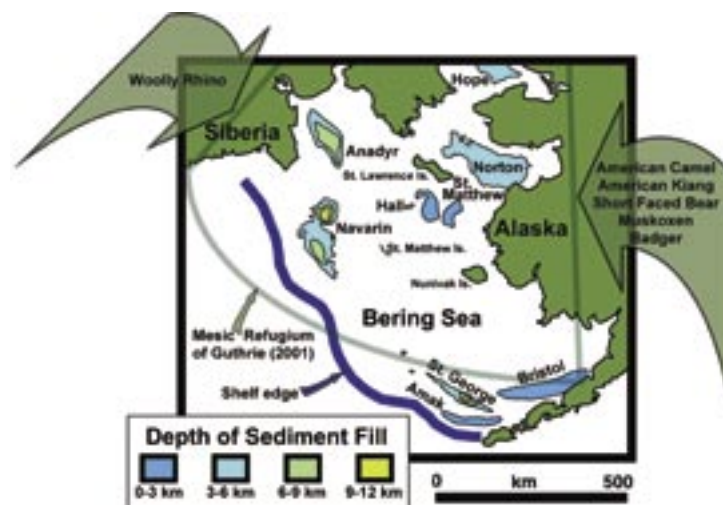 Woolly Rhino
Hope
Siberia
Anadyr
St. Lawrence Is.
Norton
St.
Matthew
Hall
American Camel
American Kiang
Short Faced Bear
Muskoxen
Badger
Navarin
Alaska
St. Matthew Is.
Nunivak Is.
Bering Sea
Mesic Refugium
of Guthrie (2001)
St. George
Bristol
Shelf edge
Amak
Depth of Sediment Fill
0-3 km 3-6 km 6-9 km 9-12 km
0 km 500